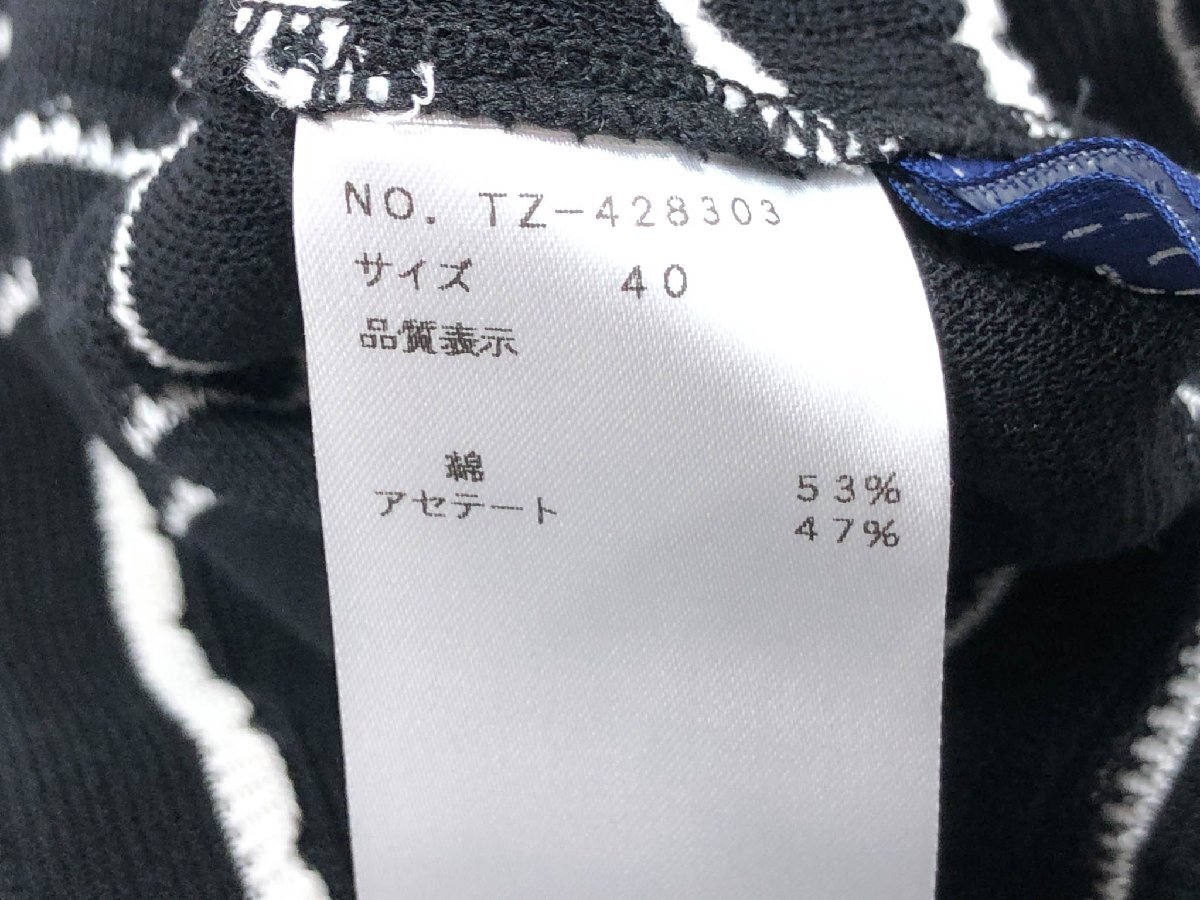 NO. TZ-428303
サイズ 40
品質表示
綿 53%
アセテート 47%